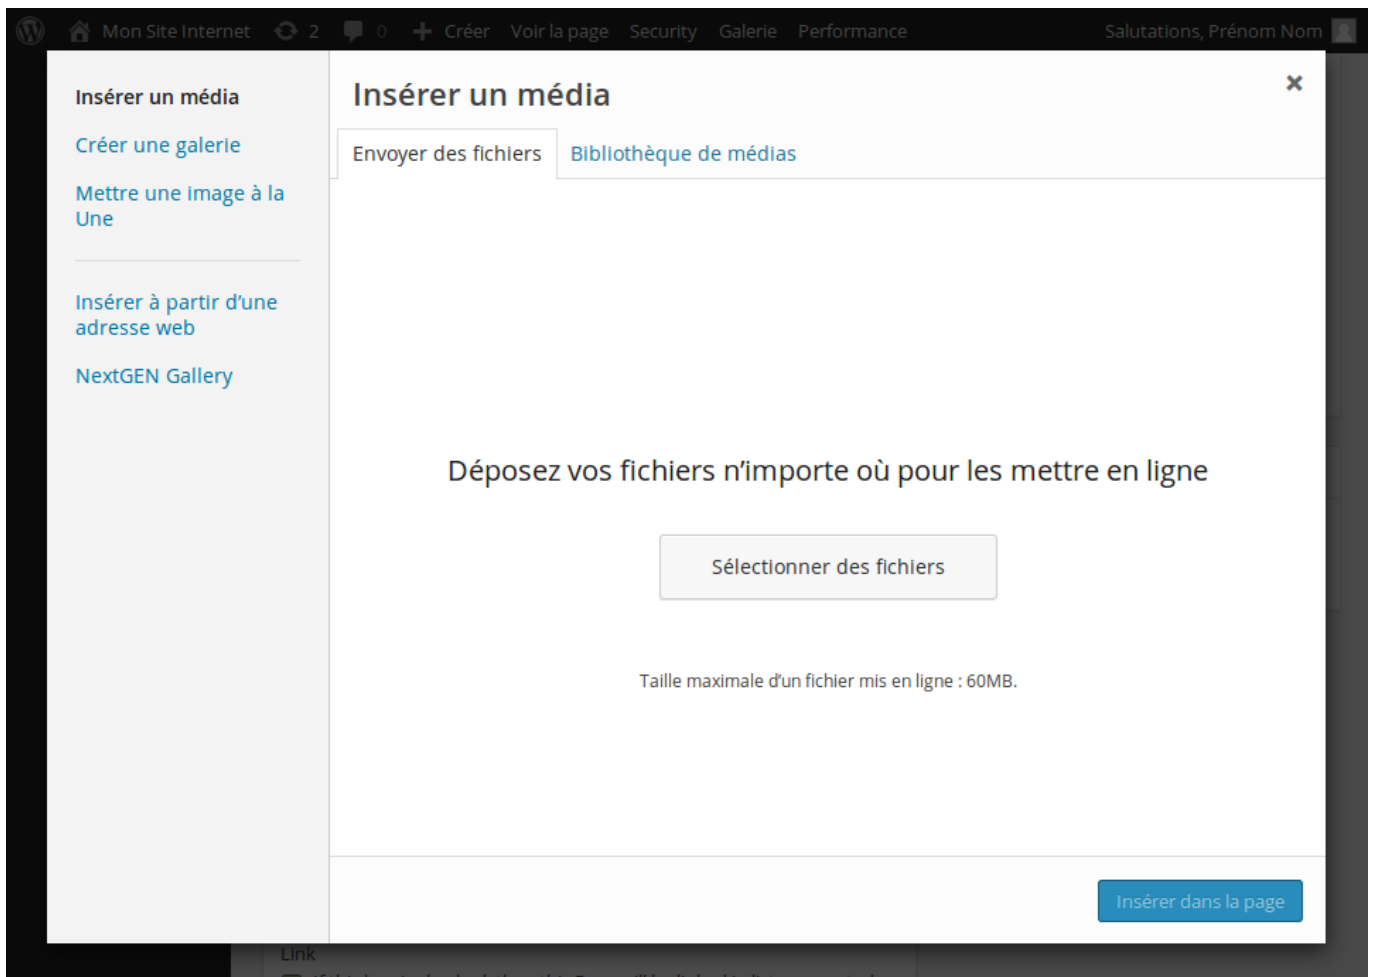 Mon Site Internet 2 0 Créer Voir la page Security Galerie Performance Salutations, Prénom Nom
Insérer un média
Créer une galerie
Mettre une image à la
Une
Insérer à partir d’une
adresse web
NextGEN Gallery
Insérer un média
Envoyer des fichiers Bibliothèque de médias
Déposez vos fichiers n’importe où pour les mettre en ligne
Sélectionner des fichiers
Taille maximale d’un fichier mis en ligne : 60MB.
Insérer dans la page
Link